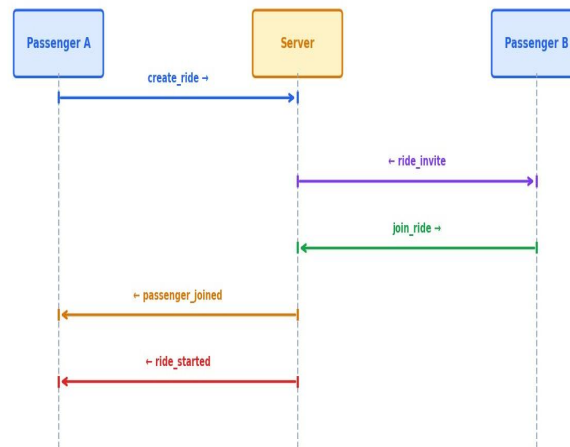 Passenger A
Server
Passenger B
create_ride →
← ride_invite
join_ride →
← passenger_joined
← ride_started